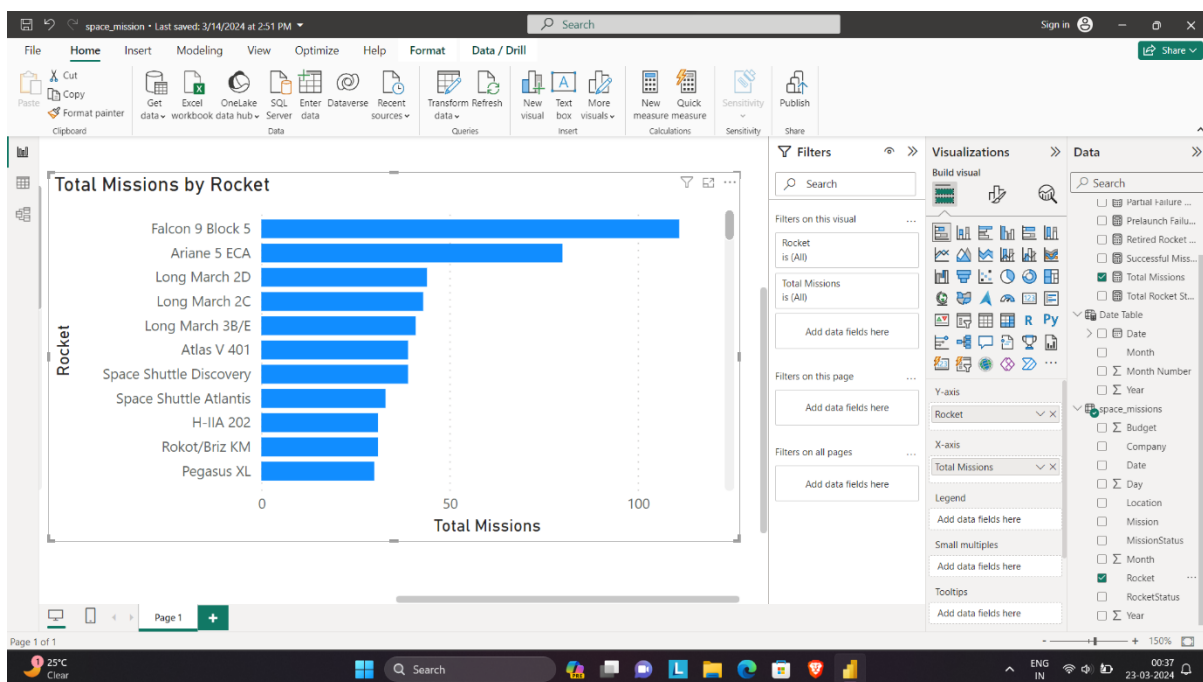 space_mission • Last saved: 3/14/2024 at 2:51 PM
Search
Sign in
File Home Insert Modeling View Optimize Help Format Data / Drill
Share
Paste
Cut
Copy
Format painter
Clipboard
Get data
Excel workbook
OneLake data hub
SQL Server
Enter data
Dataverse
Recent sources
Data
Transform data
Refresh
Queries
New visual
Text box
More visuals
Insert
New measure
Quick measure
Calculations
Sensitivity
Sensitivity
Publish
Share
Total Missions by Rocket
Rocket
Falcon 9 Block 5
Ariane 5 ECA
Long March 2D
Long March 2C
Long March 3B/E
Atlas V 401
Space Shuttle Discovery
Space Shuttle Atlantis
H-IIA 202
Rokot/Briz KM
Pegasus XL
0 50 100
Total Missions
Filters
Search
Filters on this visual
Rocket
is (All)
Total Missions
is (All)
Add data fields here
Filters on this page
Add data fields here
Filters on all pages
Add data fields here
Visualizations
Build visual
R Py
Y-axis
Rocket
X-axis
Total Missions
Legend
Add data fields here
Small multiples
Add data fields here
Tooltips
Add data fields here
Data
Search
Partial Failure ...
Prelaunch Failu...
Retired Rocket ...
Successful Miss...
Total Missions
Total Rocket St...
Date Table
Date
Month
Month Number
Year
space_missions
Budget
Company
Date
Day
Location
Mission
MissionStatus
Month
Rocket
RocketStatus
Year
Page 1
Page 1 of 1
150%
1
25°C
Clear
Search
L
ENG
IN
00:37
23-03-2024